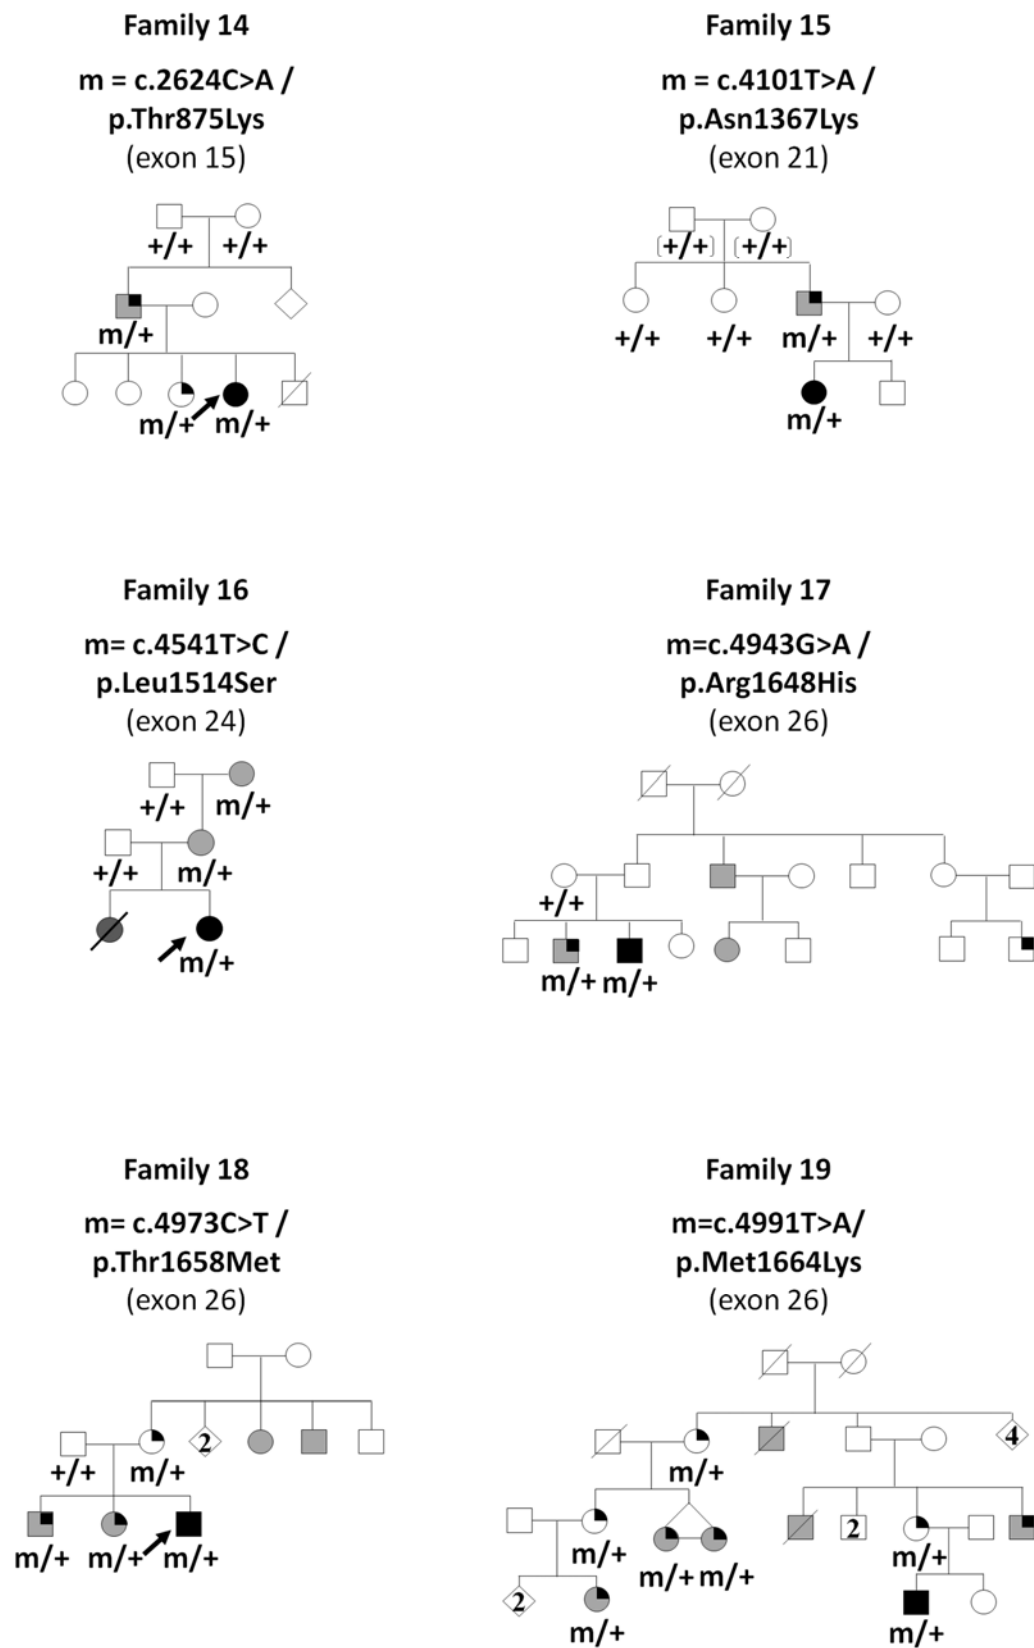 Family 14
m = c.2624C>A /
p.Thr875Lys
(exon 15)
+/+ +/+
m/+
m/+ m/+
Family 15
m = c.4101T>A /
p.Asn1367Lys
(exon 21)
[+/+] [+/+]
+/+ +/+ m/+ +/+
m/+
Family 16
m= c.4541T>C /
p.Leu1514Ser
(exon 24)
+/+ m/+
+/+ m/+
m/+
Family 17
m=c.4943G>A /
p.Arg1648His
(exon 26)
+/+
m/+ m/+
Family 18
m= c.4973C>T /
p.Thr1658Met
(exon 26)
2
+/+ m/+
m/+ m/+ m/+
Family 19
m=c.4991T>A/
p.Met1664Lys
(exon 26)
4
m/+
2
m/+ m/+ m/+ m/+
2
m/+ m/+